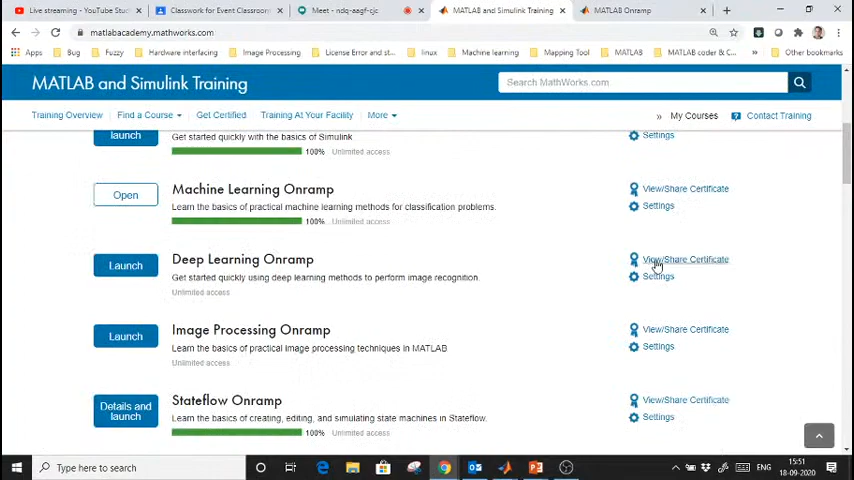 Live streaming - YouTube Stud
Classwork for Event Classroom
Meet - ndq-aagf-cjc
MATLAB and Simulink Training
MATLAB Onramp
matlabacademy.mathworks.com
Apps Bug Fuzzy Hardware interfacing Image Processing License Error and st... linux Machine learning Mapping Tool MATLAB MATLAB coder & C... Other bookmarks
MATLAB and Simulink Training
Search MathWorks.com
Training Overview Find a Course Get Certified Training At Your Facility More » My Courses Contact Training
launch
Get started quickly with the basics of Simulink
Settings
100% Unlimited access
Machine Learning Onramp
View/Share Certificate
Open
Learn the basics of practical machine learning methods for classification problems.
Settings
100% Unlimited access
Deep Learning Onramp
View/Share Certificate
Launch
Get started quickly using deep learning methods to perform image recognition.
Settings
Unlimited access
Image Processing Onramp
View/Share Certificate
Launch
Learn the basics of practical image processing techniques in MATLAB
Settings
Unlimited access
Stateflow Onramp
View/Share Certificate
Details and launch
Learn the basics of creating, editing, and simulating state machines in Stateflow.
Settings
100% Unlimited access
Type here to search
ENG
15:51
18-09-2020